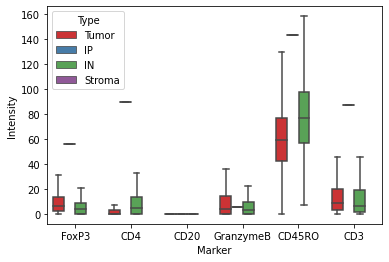 160
140
120
100
80
60
40
20
0
Intensity
Type
Tumor
IP
IN
Stroma
FoxP3 CD4 CD20 GranzymeB CD45RO CD3
Marker